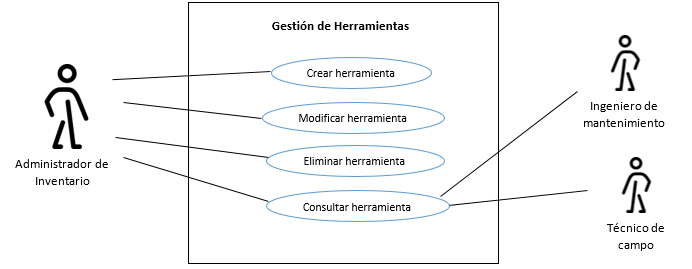 Gestión de Herramientas
Crear herramienta
Modificar herramienta
Eliminar herramienta
Consultar herramienta
Administrador de
Inventario
Ingeniero de
mantenimiento
Técnico de
campo